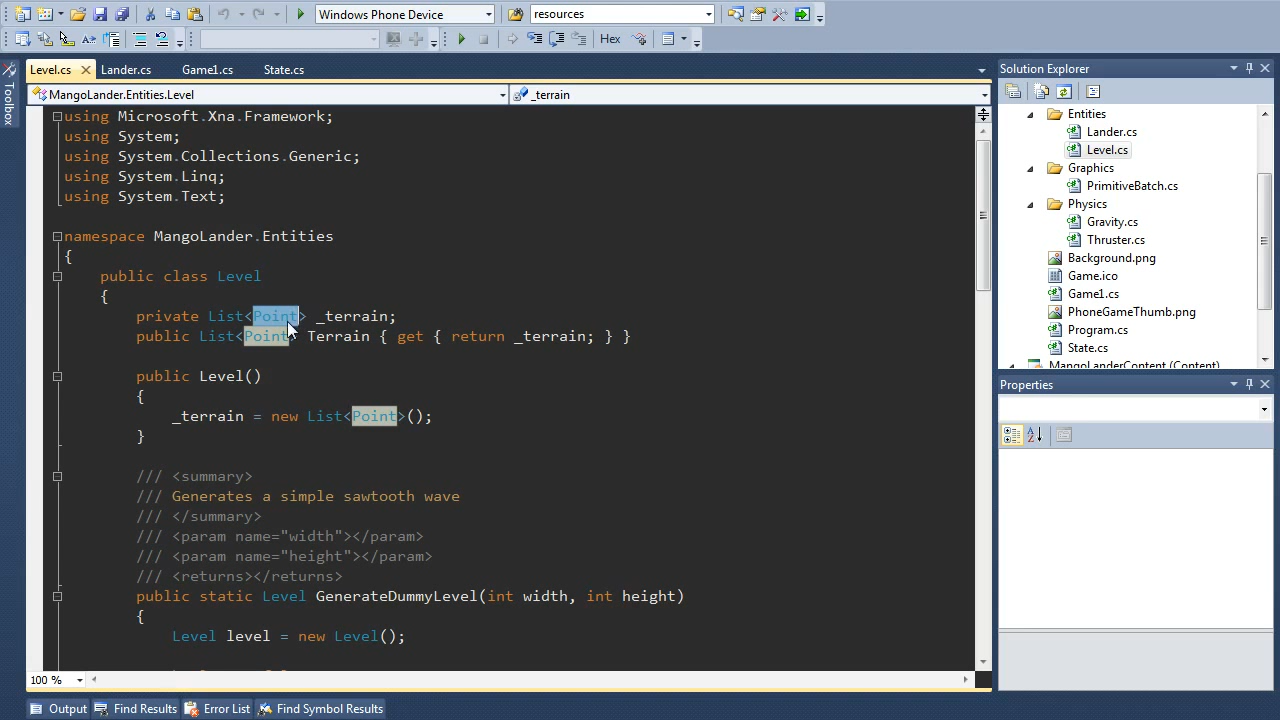 Windows Phone Device
resources
Hex
Toolbox
Level.cs
Lander.cs
Game1.cs
State.cs
MangoLander.Entities.Level
_terrain
using Microsoft.Xna.Framework;
using System;
using System.Collections.Generic;
using System.Linq;
using System.Text;
namespace MangoLander.Entities
{
public class Level
{
private List<Point> _terrain;
public List<Point> Terrain { get { return _terrain; } }
public Level()
{
_terrain = new List<Point>();
}
/// <summary>
/// Generates a simple sawtooth wave
/// </summary>
/// <param name="width"></param>
/// <param name="height"></param>
/// <returns></returns>
public static Level GenerateDummyLevel(int width, int height)
{
Level level = new Level();
100 %
Solution Explorer
Entities
Lander.cs
Level.cs
Graphics
PrimitiveBatch.cs
Physics
Gravity.cs
Thruster.cs
Background.png
Game.ico
Game1.cs
PhoneGameThumb.png
Program.cs
State.cs
MangoLanderContent (Content)
Properties
Output
Find Results
Error List
Find Symbol Results